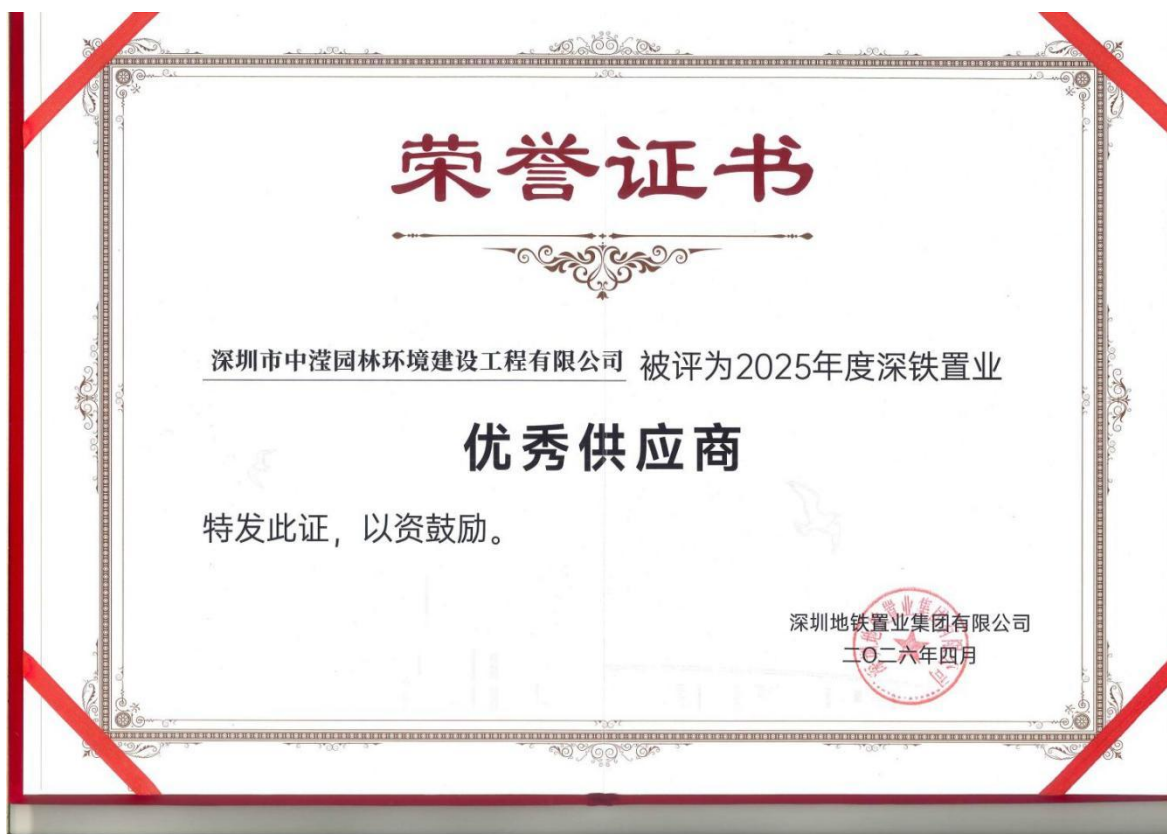 荣誉证书
深圳市中滢园林环境建设工程有限公司 被评为2025年度深铁置业
优秀供应商
特发此证，以资鼓励。
深圳地铁置业集团有限公司
二〇二六年四月